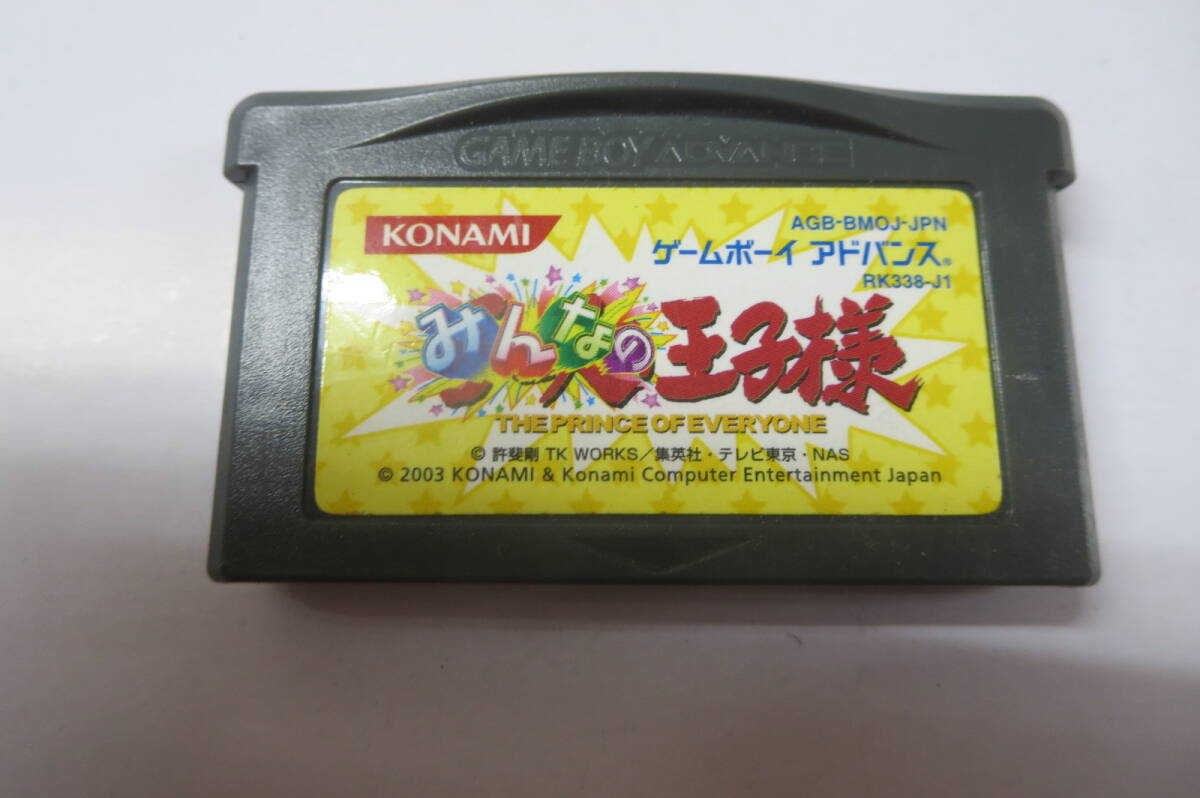 GAME BOY ADVANCE
KONAMI
AGB-BMOJ-JPN
ゲームボーイ アドバンス®
RK338-J1
みんなの王子様
THE PRINCE OF EVERYONE
© 許斐剛 TK WORKS/集英社・テレビ東京・NAS
© 2003 KONAMI & Konami Computer Entertainment Japan